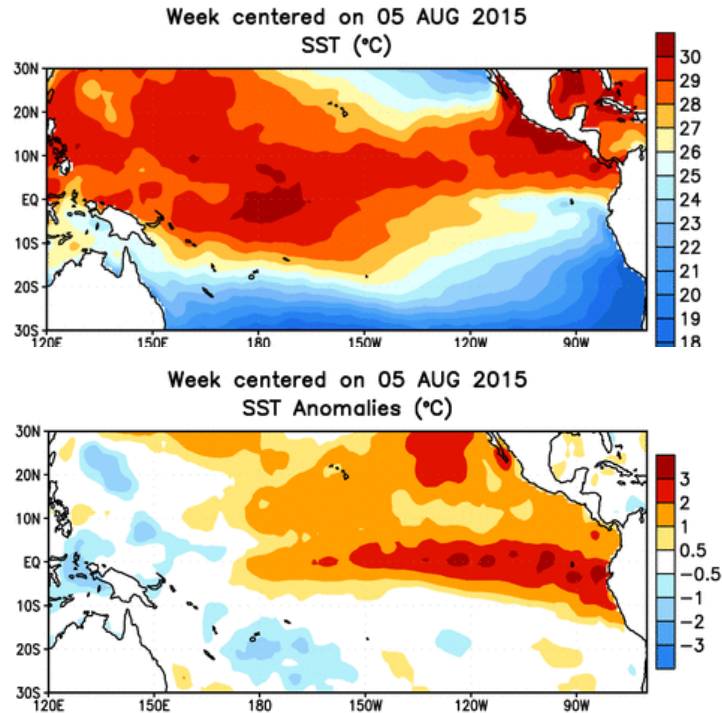 Week centered on 05 AUG 2015
SST (°C)
30N
20N
10N
EQ
10S
20S
30S
120E 150E 180 150W 120W 90W
30
29
28
27
26
25
24
23
22
21
20
19
18
Week centered on 05 AUG 2015
SST Anomalies (°C)
30N
20N
10N
EQ
10S
20S
30S
120E 150E 180 150W 120W 90W
3
2
1
0.5
−0.5
−1
−2
−3